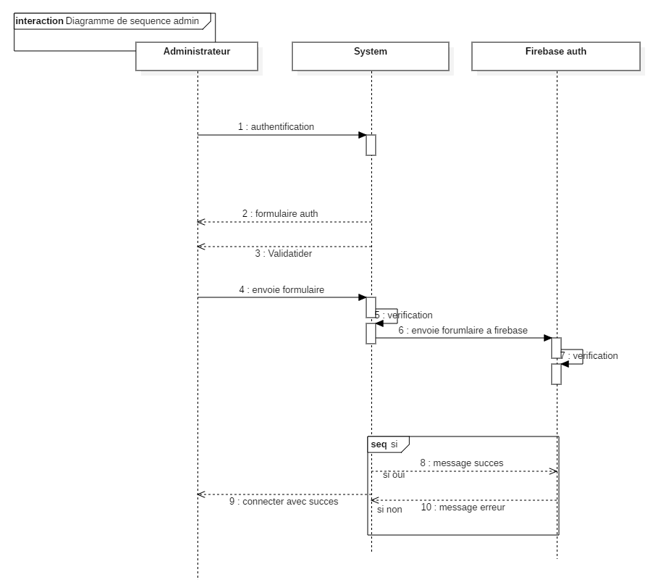 interaction Diagramme de sequence admin
Administrateur
System
Firebase auth
1 : authentification
2 : formulaire auth
3 : Validatider
4 : envoie formulaire
5 : verification
6 : envoie forumlaire a firebase
7 : verification
seq si
8 : message succes
si oui
9 : connecter avec succes
10 : message erreur
si non